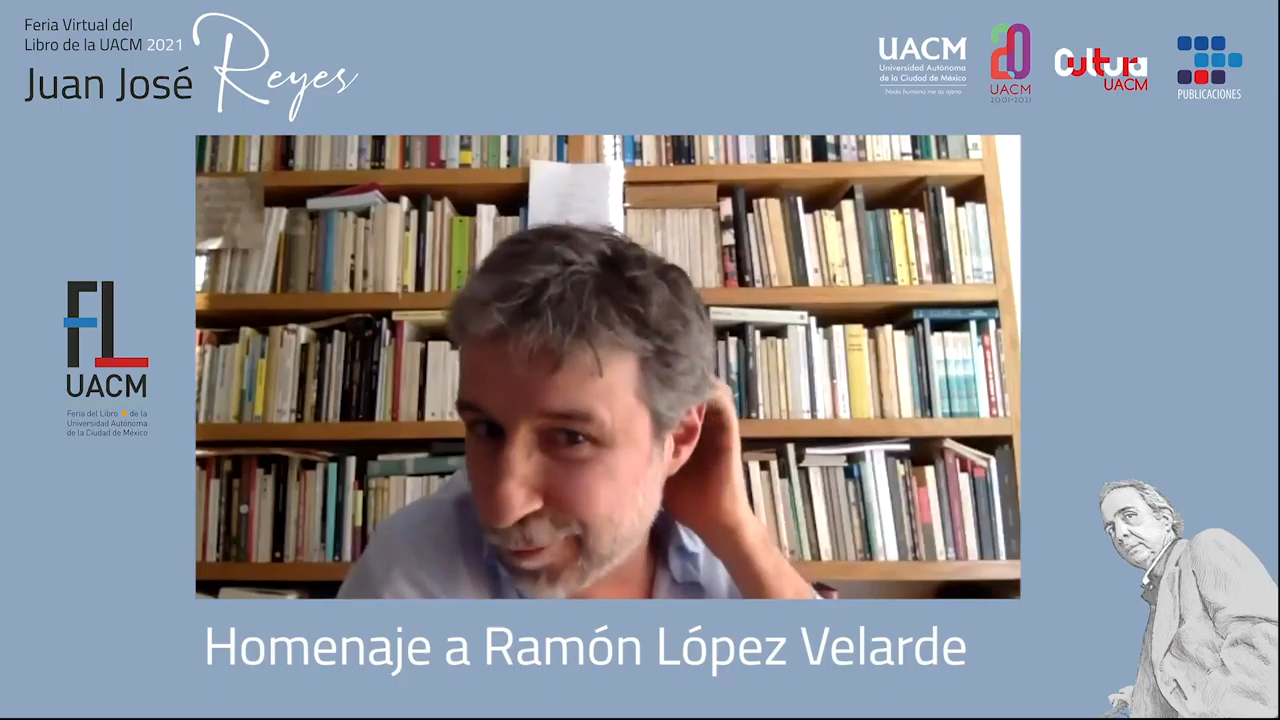 Feria Virtual del
Libro de la UACM 2021
Juan José Reyes
UACM
Universidad Autónoma
de la Ciudad de México
Nada humano me es ajeno
20
UACM
2001-2021
Cultura
UACM
PUBLICACIONES
FL
UACM
Feria del Libro de la
Universidad Autónoma
de la Ciudad de México
Homenaje a Ramón López Velarde